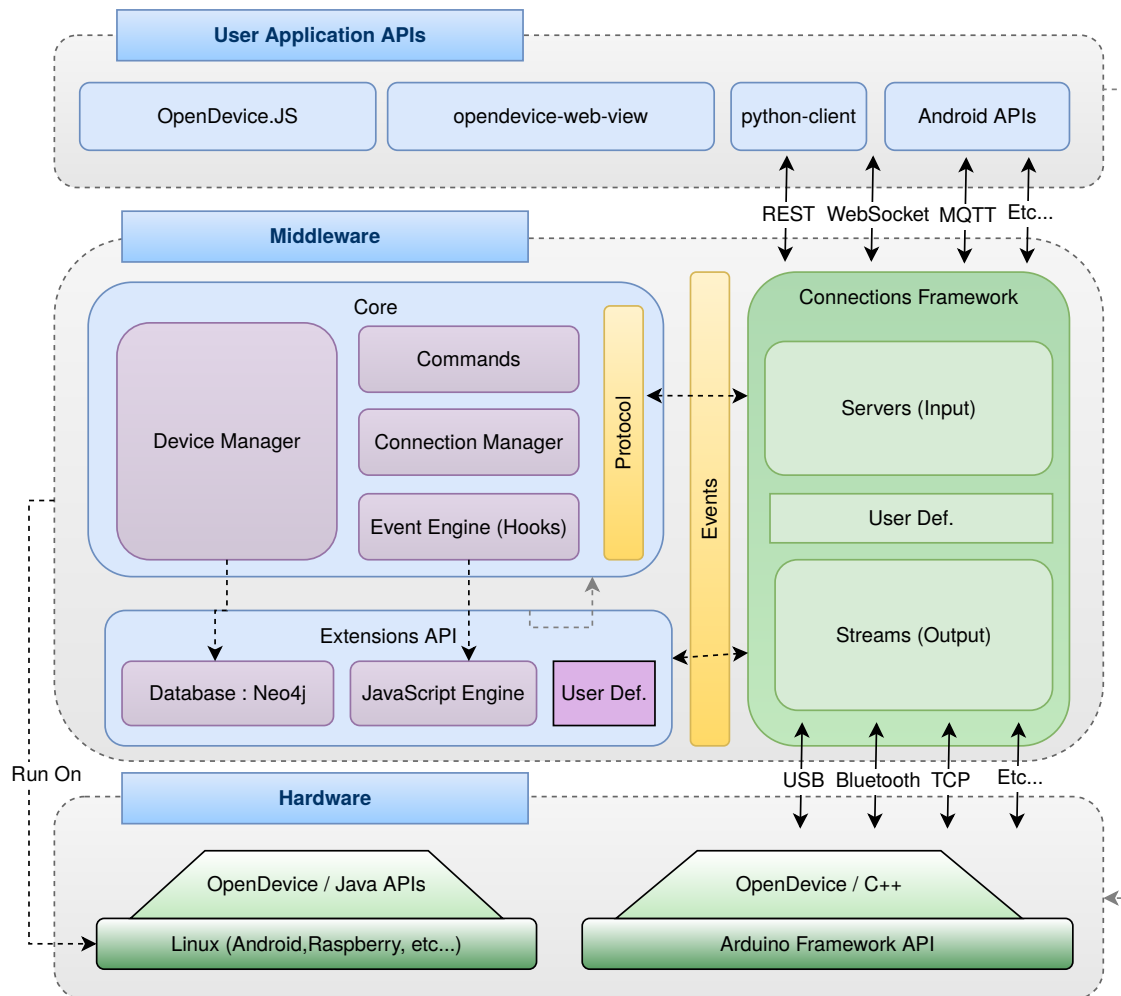 User Application APIs
OpenDevice.JS
opendevice-web-view
python-client
Android APIs
REST
WebSocket
MQTT
Etc...
Middleware
Core
Device Manager
Commands
Connection Manager
Event Engine (Hooks)
Protocol
Events
Connections Framework
Servers (Input)
User Def.
Streams (Output)
Extensions API
Database : Neo4j
JavaScript Engine
User Def.
Run On
USB
Bluetooth
TCP
Etc...
Hardware
OpenDevice / Java APIs
Linux (Android,Raspberry, etc...)
OpenDevice / C++
Arduino Framework API